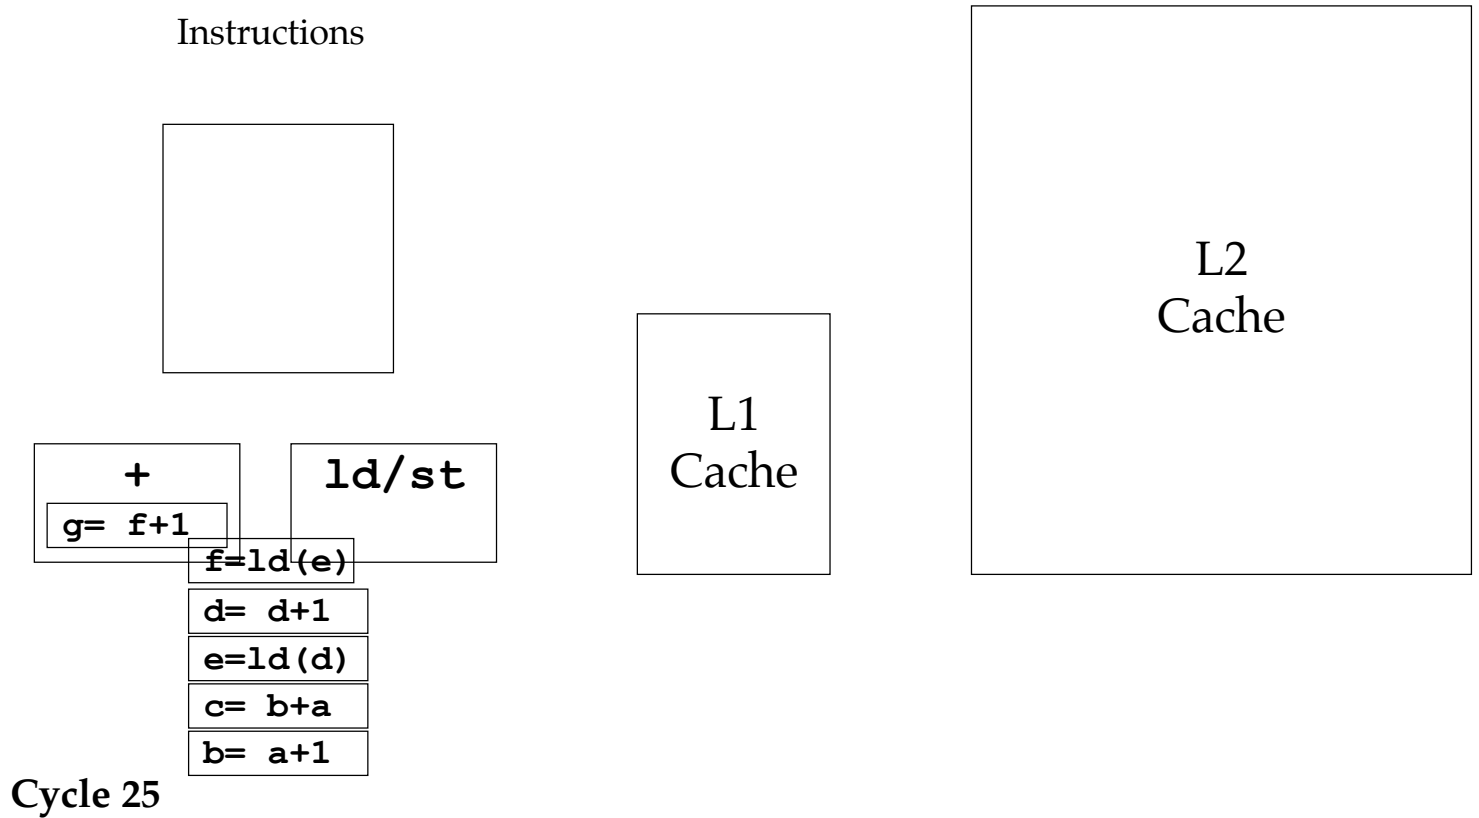 Instructions
L2
Cache
L1
Cache
+
ld/st
g= f+1
f=ld(e)
d= d+1
e=ld(d)
c= b+a
b= a+1
Cycle 25